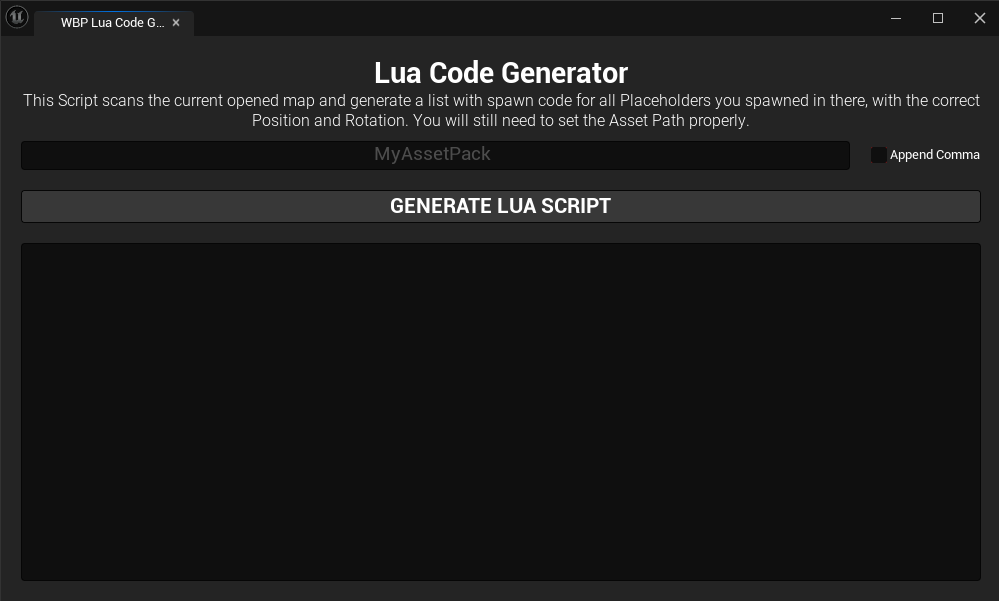 WBP Lua Code G...
Lua Code Generator
This Script scans the current opened map and generate a list with spawn code for all Placeholders you spawned in there, with the correct
Position and Rotation. You will still need to set the Asset Path properly.
MyAssetPack
Append Comma
GENERATE LUA SCRIPT